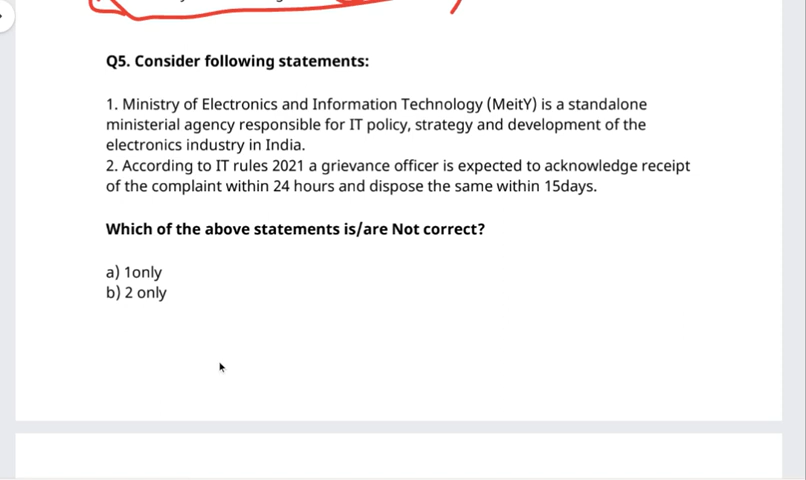 Q5. Consider following statements:
1. Ministry of Electronics and Information Technology (MeitY) is a standalone
ministerial agency responsible for IT policy, strategy and development of the
electronics industry in India.
2. According to IT rules 2021 a grievance officer is expected to acknowledge receipt
of the complaint within 24 hours and dispose the same within 15days.
Which of the above statements is/are Not correct?
a) 1only
b) 2 only